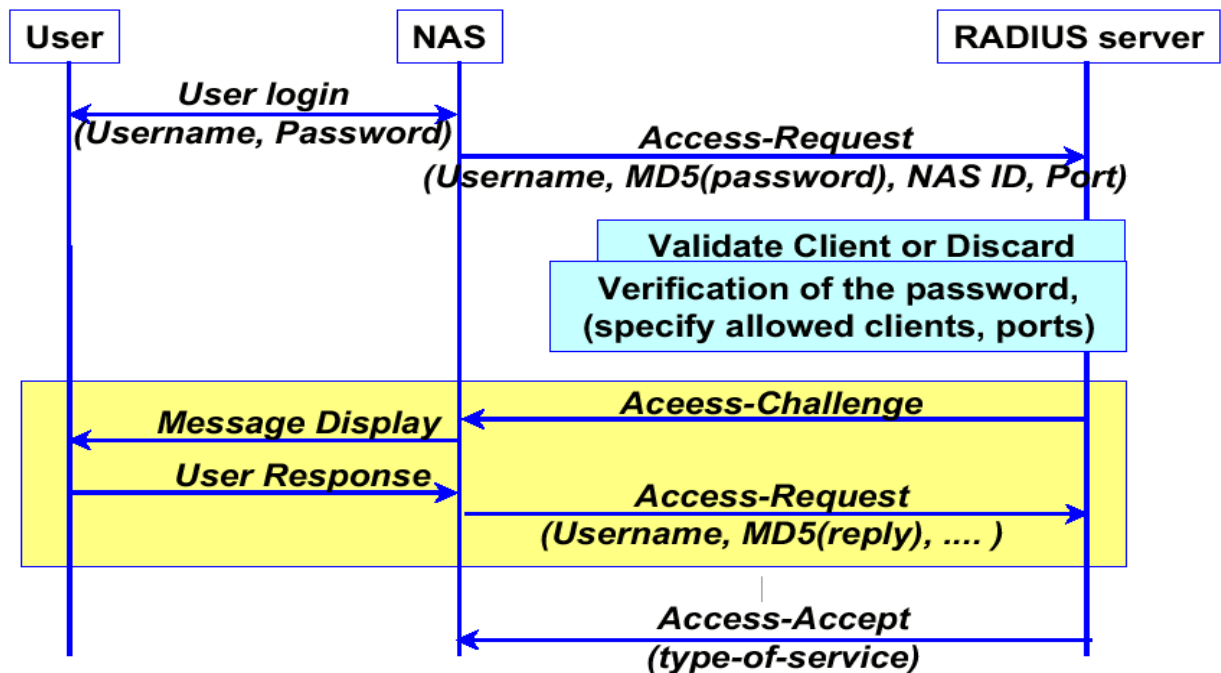 User
NAS
RADIUS server
User login
(Username, Password)
Access-Request
(Username, MD5(password), NAS ID, Port)
Validate Client or Discard
Verification of the password,
(specify allowed clients, ports)
Aceess-Challenge
Message Display
User Response
Access-Request
(Username, MD5(reply), .... )
Access-Accept
(type-of-service)